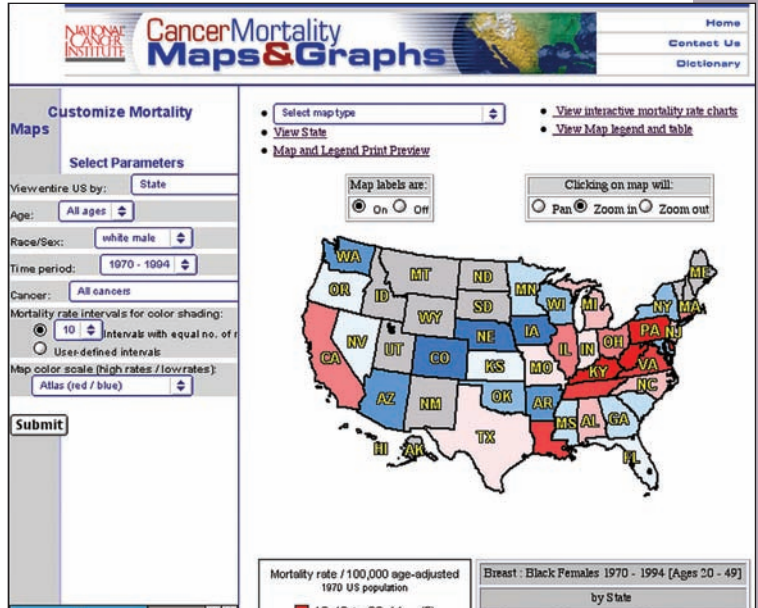 NATIONAL
CANCER
INSTITUTE
CancerMortality
Maps&Graphs
Home
Contact Us
Dictionary
Customize Mortality
Maps
Select Parameters
View entire US by: State
Age: All ages
Race/Sex: white male
Time period: 1970 - 1994
Cancer: All cancers
Mortality rate intervals for color shading:
10 Intervals with equal no. of r
User-defined intervals
Map color scale (high rates / low rates):
Atlas (red / blue)
Submit
Select map type
View State
Map and Legend Print Preview
View interactive mortality rate charts
View Map legend and table
Map labels are:
On Off
Clicking on map will:
Pan Zoom in Zoom out
WA MT ND MN ME
OR ID WY SD WI MI NY MA
NV UT CO NE IA IL IN OH PA NJ
CA KS MO KY VA
AZ NM OK AR NC
TX MS AL GA
HI AK FL
Mortality rate / 100,000 age-adjusted
1970 US population
Breast : Black Females 1970 - 1994 [Ages 20 - 49]
by State